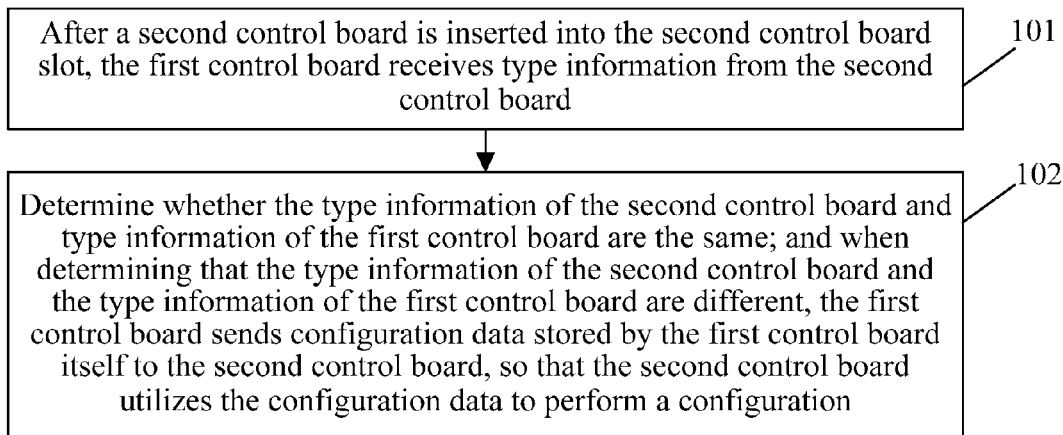 After a second control board is inserted into the second control board
slot, the first control board receives type information from the second
control board
101
Determine whether the type information of the second control board and
type information of the first control board are the same; and when
determining that the type information of the second control board and
the type information of the first control board are different, the first
control board sends configuration data stored by the first control board
itself to the second control board, so that the second control board
utilizes the configuration data to perform a configuration
102